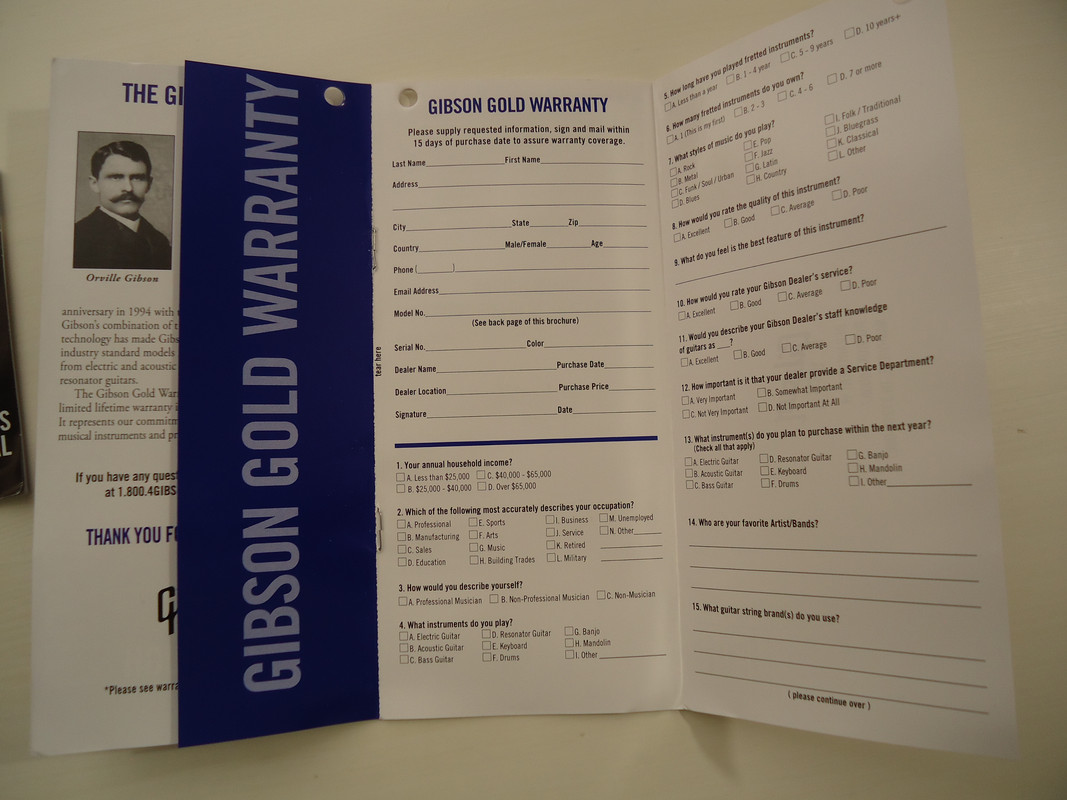 THE GI
Orville Gibson
anniversary in 1994 with
Gibson's combination of t
technology has made Gibs
industry standard models
from electric and acoustic
resonator guitars.
The Gibson Gold War
limited lifetime warranty i
It represents our commitm
musical instruments and pr
If you have any quest
at 1.800.4GIBS
THANK YOU FO
*Please see warra
S
AL
GIBSON GOLD WARRANTY
tear here
GIBSON GOLD WARRANTY
Please supply requested information, sign and mail within
15 days of purchase date to assure warranty coverage.
Last Name First Name
Address
City State Zip
Country Male/Female Age
Phone ( )
Email Address
Model No.
(See back page of this brochure)
Serial No. Color
Dealer Name Purchase Date
Dealer Location Purchase Price
Signature Date
1. Your annual household income?
A. Less than $25,000 C. $40,000 - $65,000
B. $25,000 - $40,000 D. Over $65,000
2. Which of the following most accurately describes your occupation?
A. Professional E. Sports I. Business M. Unemployed
B. Manufacturing F. Arts J. Service N. Other
C. Sales G. Music K. Retired
D. Education H. Building Trades L. Military
3. How would you describe yourself?
A. Professional Musician B. Non-Professional Musician C. Non-Musician
4. What instruments do you play?
A. Electric Guitar D. Resonator Guitar G. Banjo
B. Acoustic Guitar E. Keyboard H. Mandolin
C. Bass Guitar F. Drums I. Other
5. How long have you played fretted instruments?
A. Less than a year B. 1 - 4 year C. 5 - 9 years D. 10 years+
6. How many fretted instruments do you own?
A. 1 (This is my first) B. 2 - 3 C. 4 - 6 D. 7 or more
7. What styles of music do you play?
A. Rock E. Pop I. Folk / Traditional
B. Metal F. Jazz J. Bluegrass
C. Funk / Soul / Urban G. Latin K. Classical
D. Blues H. Country L. Other
8. How would you rate the quality of this instrument?
A. Excellent B. Good C. Average D. Poor
9. What do you feel is the best feature of this instrument?
10. How would you rate your Gibson Dealer's service?
A. Excellent B. Good C. Average D. Poor
11. Would you describe your Gibson Dealer's staff knowledge
of guitars as ___?
A. Excellent B. Good C. Average D. Poor
12. How important is it that your dealer provide a Service Department?
A. Very Important B. Somewhat Important
C. Not Very Important D. Not Important At All
13. What instrument(s) do you plan to purchase within the next year?
(Check all that apply)
A. Electric Guitar D. Resonator Guitar G. Banjo
B. Acoustic Guitar E. Keyboard H. Mandolin
C. Bass Guitar F. Drums I. Other
14. Who are your favorite Artist/Bands?
15. What guitar string brand(s) do you use?
( please continue over )